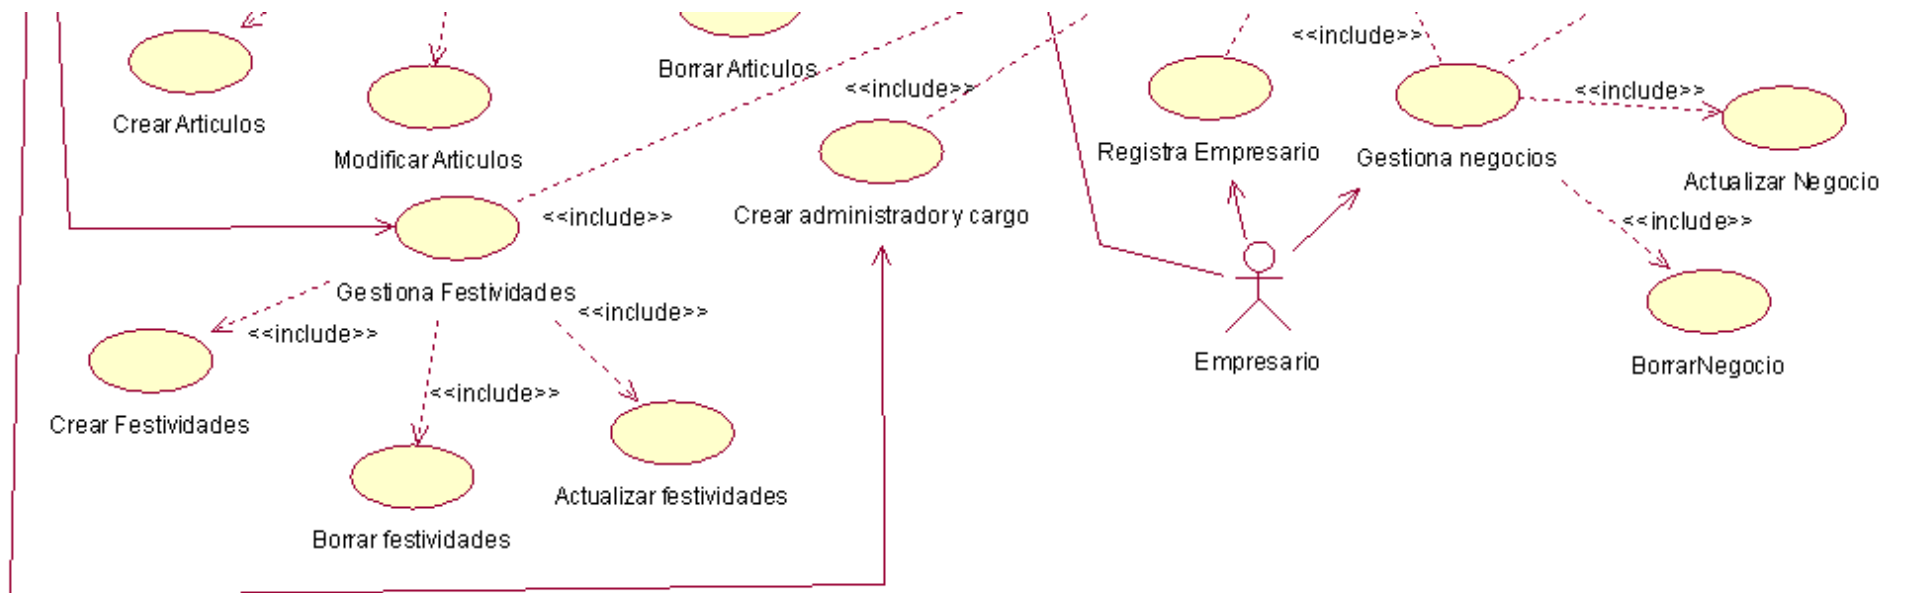 <<include>>
Borrar Articulos
<<include>>
<<include>>
Crear Articulos
Modificar Articulos
Registra Empresario
Gestiona negocios
Actualizar Negocio
<<include>>
Crear administrador y cargo
<<include>>
Gestiona Festividades
<<include>>
<<include>>
Empresario
BorrarNegocio
<<include>>
Crear Festividades
Actualizar festividades
Borrar festividades